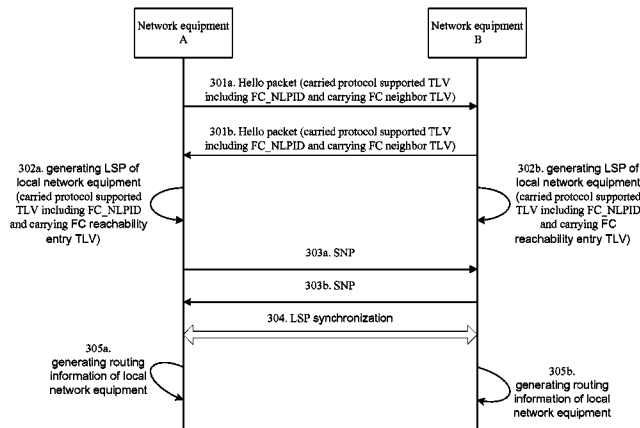 Network equipment
A
Network equipment
B
301a. Hello packet (carried protocol supported TLV
including FC_NLPID and carrying FC neighbor TLV)
301b. Hello packet (carried protocol supported TLV
including FC_NLPID and carrying FC neighbor TLV)
302a. generating LSP of
local network equipment
(carried protocol supported
TLV including FC_NLPID
and carrying FC reachability
entry TLV)
302b. generating LSP of
local network equipment
(carried protocol supported
TLV including FC_NLPID
and carrying FC
reachability entry TLV)
303a. SNP
303b. SNP
304. LSP synchronization
305a.
generating routing
information of local
network equipment
305b.
generating routing
information of local
network equipment